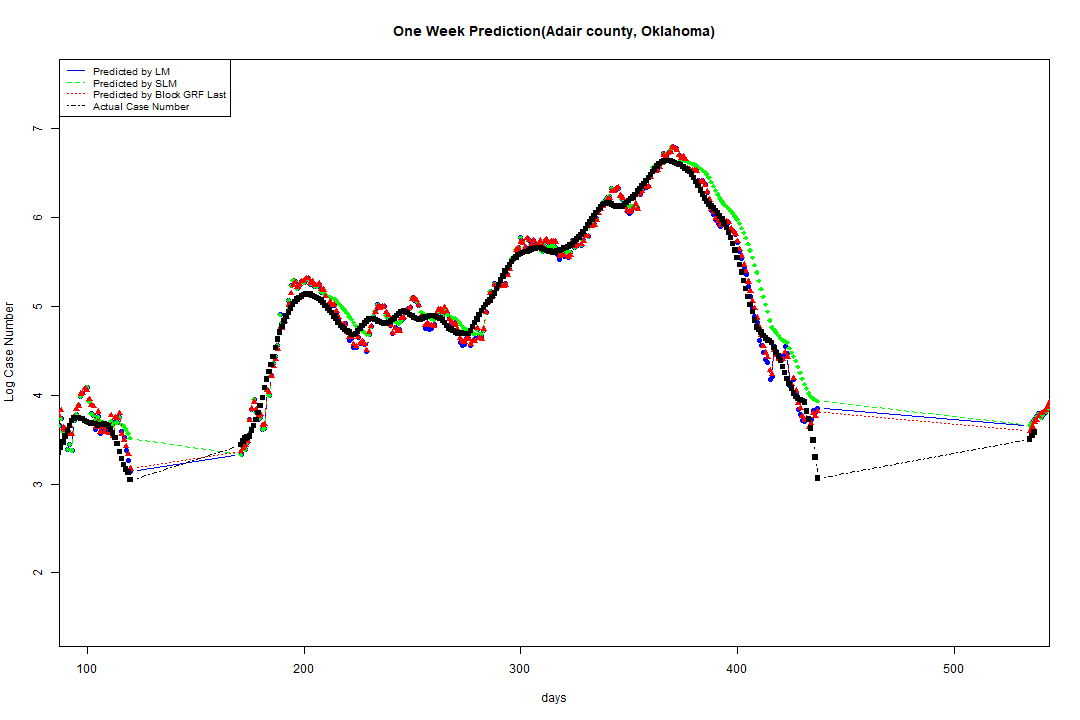 One Week Prediction(Adair county, Oklahoma)
Predicted by LM
Predicted by SLM
Predicted by Block GRF Last
Actual Case Number
Log Case Number
7
6
5
4
3
2
100 200 300 400 500
days